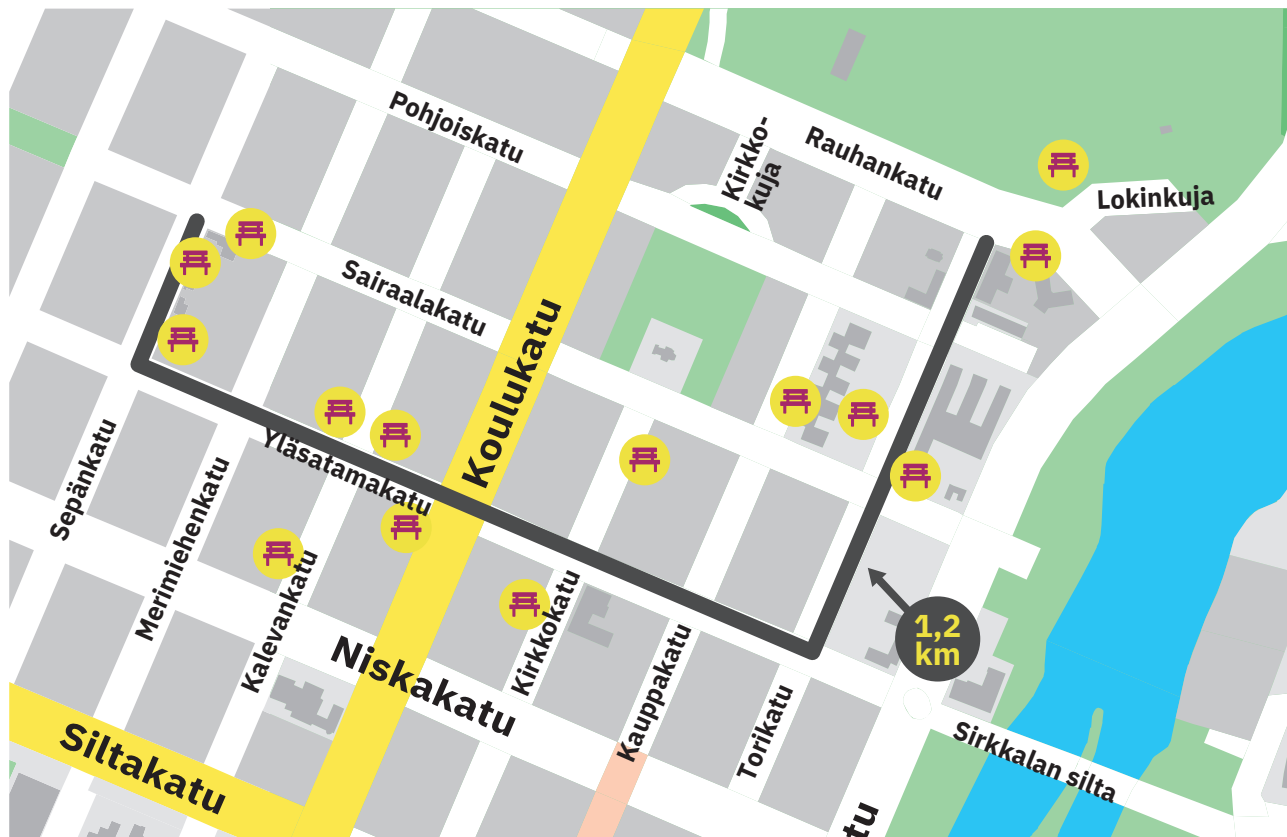 Pohjoiskatu
Kirkko-
kuja
Rauhankatu
Lokinkuja
Sairaalakatu
Koulukatu
Yläsatamakatu
Sepänkatu
Merimiehenkatu
Kalevankatu
Kirkkokatu
1,2
km
Niskakatu
Kauppakatu
Torikatu
Sirkkalan silta
Siltakatu
tu